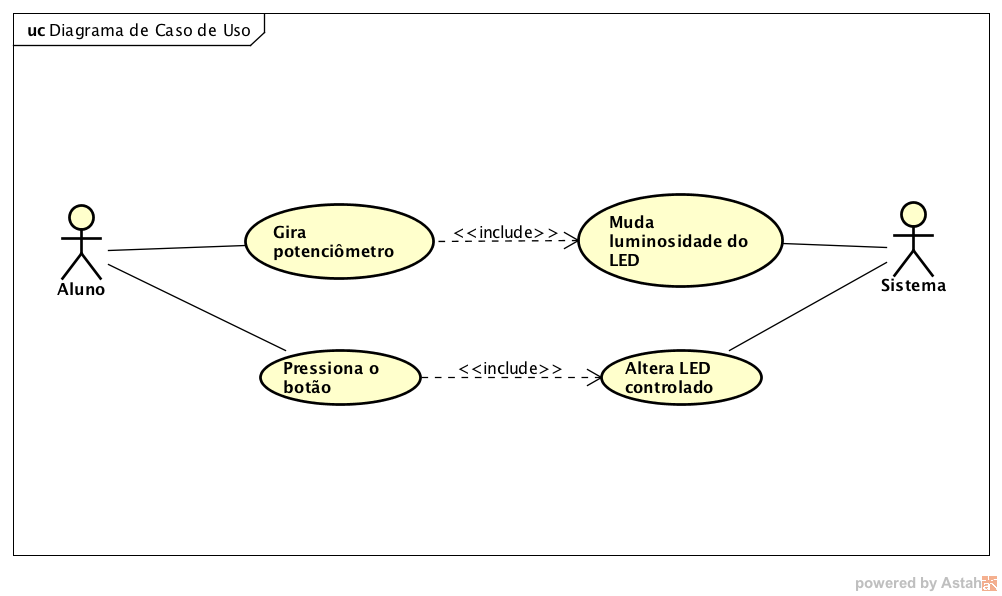 uc Diagrama de Caso de Uso
Gira
potenciômetro
<<include>>
Muda
luminosidade do
LED
Aluno
Sistema
Pressiona o
botão
<<include>>
Altera LED
controlado
powered by Astah